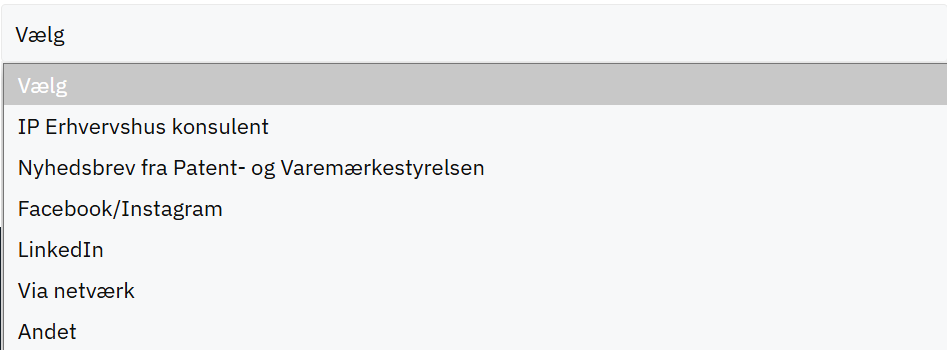 Vælg
Vælg
IP Erhvervshus konsulent
Nyhedsbrev fra Patent- og Varemærkestyrelsen
Facebook/Instagram
LinkedIn
Via netværk
Andet